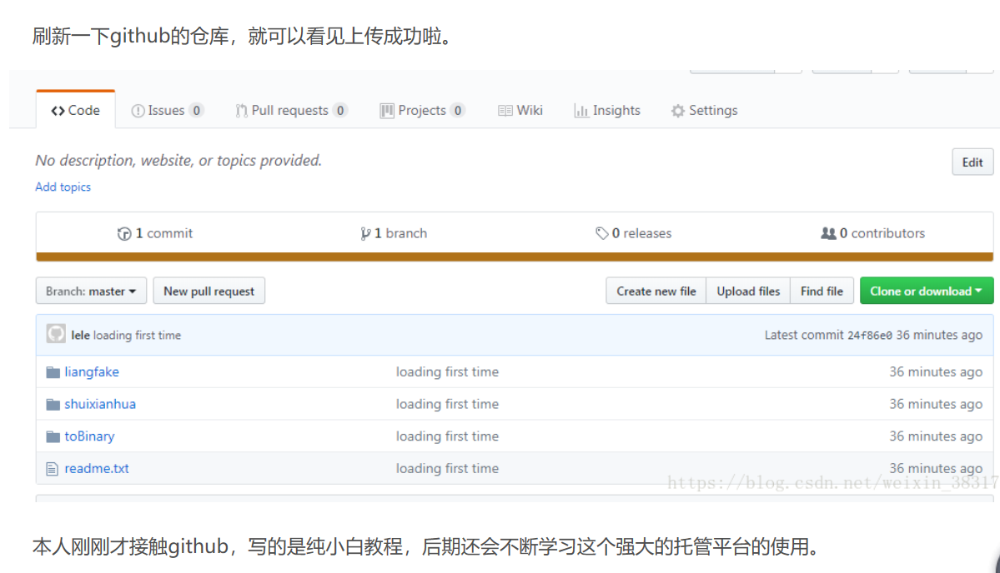 刷新一下github的仓库，就可以看见上传成功啦。
Code Issues 0 Pull requests 0 Projects 0 Wiki Insights Settings
No description, website, or topics provided. Edit
Add topics
1 commit 1 branch 0 releases 0 contributors
Branch: master New pull request Create new file Upload files Find file Clone or download
lele loading first time Latest commit 24f86e0 36 minutes ago
liangfake loading first time 36 minutes ago
shuixianhua loading first time 36 minutes ago
toBinary loading first time 36 minutes ago
readme.txt loading first time 36 minutes ago
https://blog.csdn.net/weixin_38317
本人刚刚才接触github，写的是纯小白教程，后期还会不断学习这个强大的托管平台的使用。